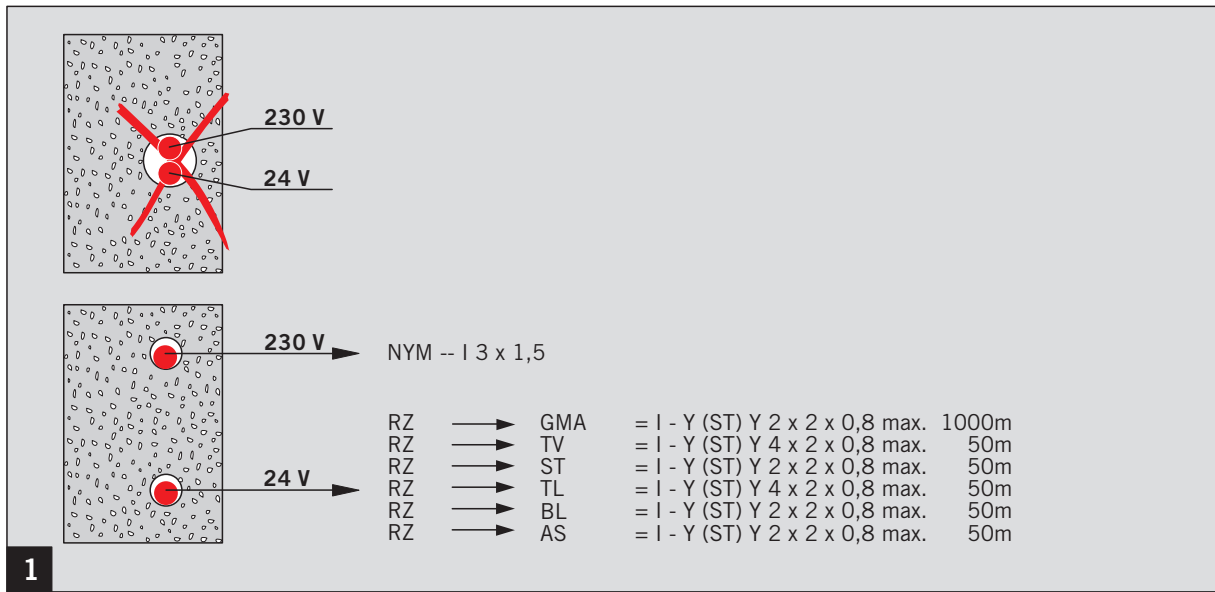 230 V
24 V
230 V NYM -- I 3 x 1,5
24 V
RZ GMA = I - Y (ST) Y 2 x 2 x 0,8 max. 1000m
RZ TV = I - Y (ST) Y 4 x 2 x 0,8 max. 50m
RZ ST = I - Y (ST) Y 2 x 2 x 0,8 max. 50m
RZ TL = I - Y (ST) Y 4 x 2 x 0,8 max. 50m
RZ BL = I - Y (ST) Y 2 x 2 x 0,8 max. 50m
RZ AS = I - Y (ST) Y 2 x 2 x 0,8 max. 50m
1